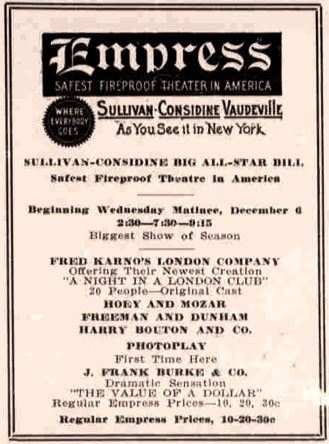 Empress
SAFEST FIREPROOF THEATER IN AMERICA
WHERE
EVERYBODY
GOES
SULLIVAN-CONSIDINE VAUDEVILLE
As You See it in New York
SULLIVAN-CONSIDINE BIG ALL-STAR BILL
Safest Fireproof Theatre in America
Beginning Wednesday Matinee, December 6
2:30—7:30—9:15
Biggest Show of Season
FRED KARNO'S LONDON COMPANY
Offering Their Newest Creation
"A NIGHT IN A LONDON CLUB"
20 People—Original Cast
HOEY AND MOZAR
FREEMAN AND DUNHAM
HARRY BOUTON AND CO.
PHOTOPLAY
First Time Here
J. FRANK BURKE & CO.
Dramatic Sensation
"THE VALUE OF A DOLLAR"
Regular Empress Prices—10, 20, 30c
Regular Empress Prices, 10-20-30c